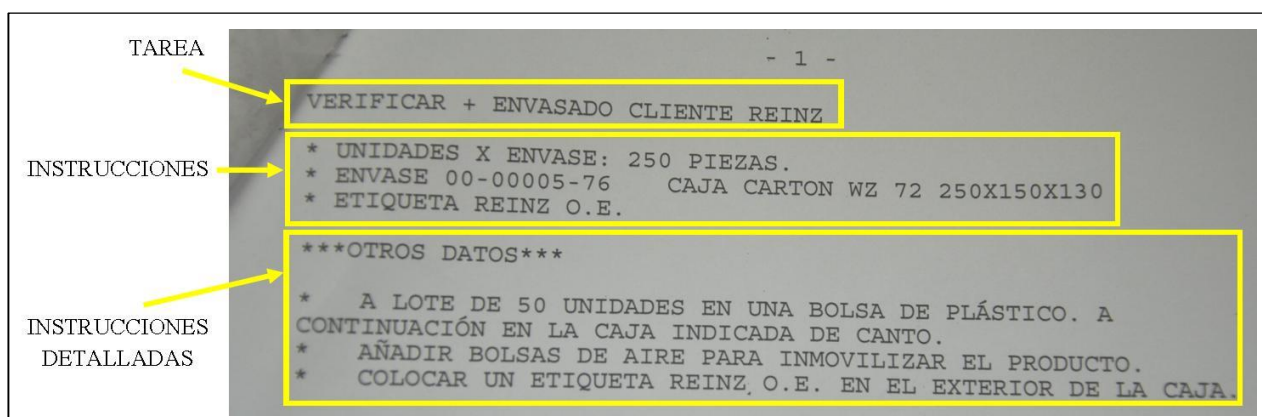 TAREA
- 1 -
VERIFICAR + ENVASADO CLIENTE REINZ
INSTRUCCIONES
* UNIDADES X ENVASE: 250 PIEZAS.
* ENVASE 00-00005-76 CAJA CARTON WZ 72 250X150X130
* ETIQUETA REINZ O.E.
INSTRUCCIONES
DETALLADAS
***OTROS DATOS***
* A LOTE DE 50 UNIDADES EN UNA BOLSA DE PLÁSTICO. A
CONTINUACIÓN EN LA CAJA INDICADA DE CANTO.
* AÑADIR BOLSAS DE AIRE PARA INMOVILIZAR EL PRODUCTO.
* COLOCAR UN ETIQUETA REINZ O.E. EN EL EXTERIOR DE LA CAJA.